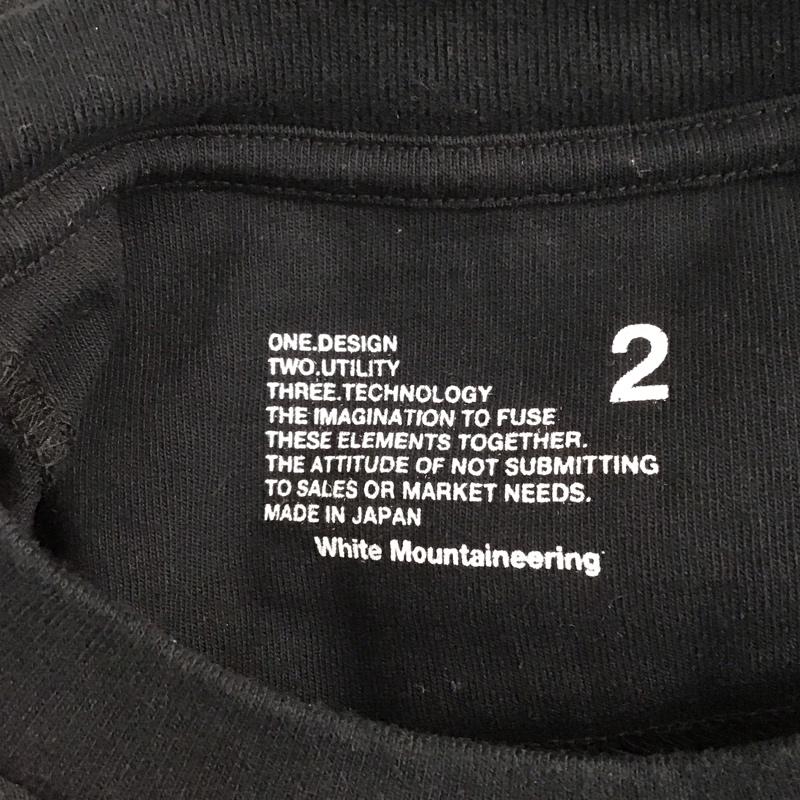 ONE.DESIGN
TWO.UTILITY
THREE.TECHNOLOGY
THE IMAGINATION TO FUSE
THESE ELEMENTS TOGETHER.
THE ATTITUDE OF NOT SUBMITTING
TO SALES OR MARKET NEEDS.
MADE IN JAPAN
White Mountaineering
2